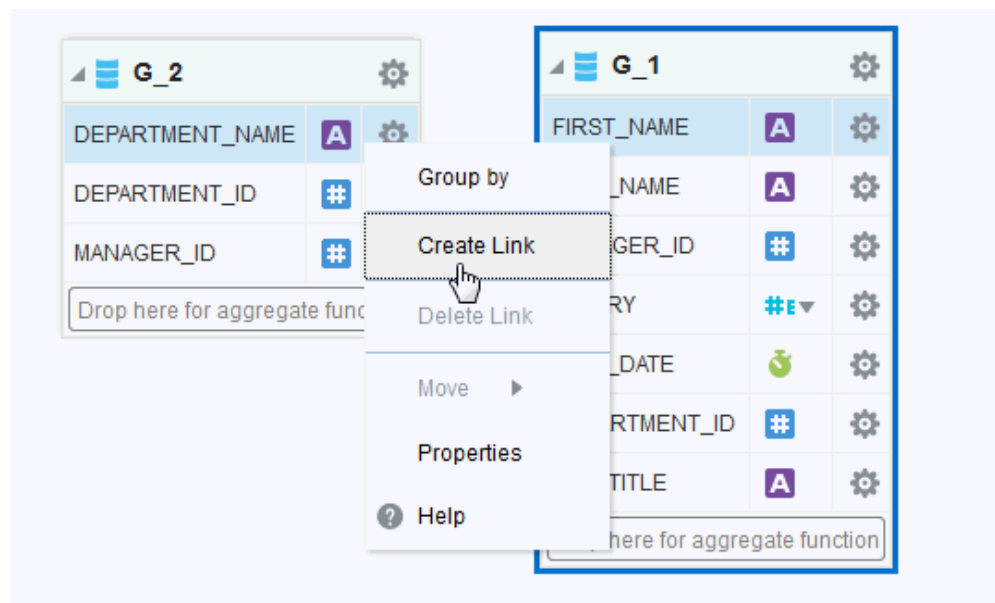 G_2
DEPARTMENT_NAME A
DEPARTMENT_ID #
MANAGER_ID #
Drop here for aggregate func
Group by
Create Link
Delete Link
Move
Properties
? Help
G_1
FIRST_NAME A
_NAME A
GER_ID #
RY #E
_DATE
RTMENT_ID #
TITLE A
here for aggregate function